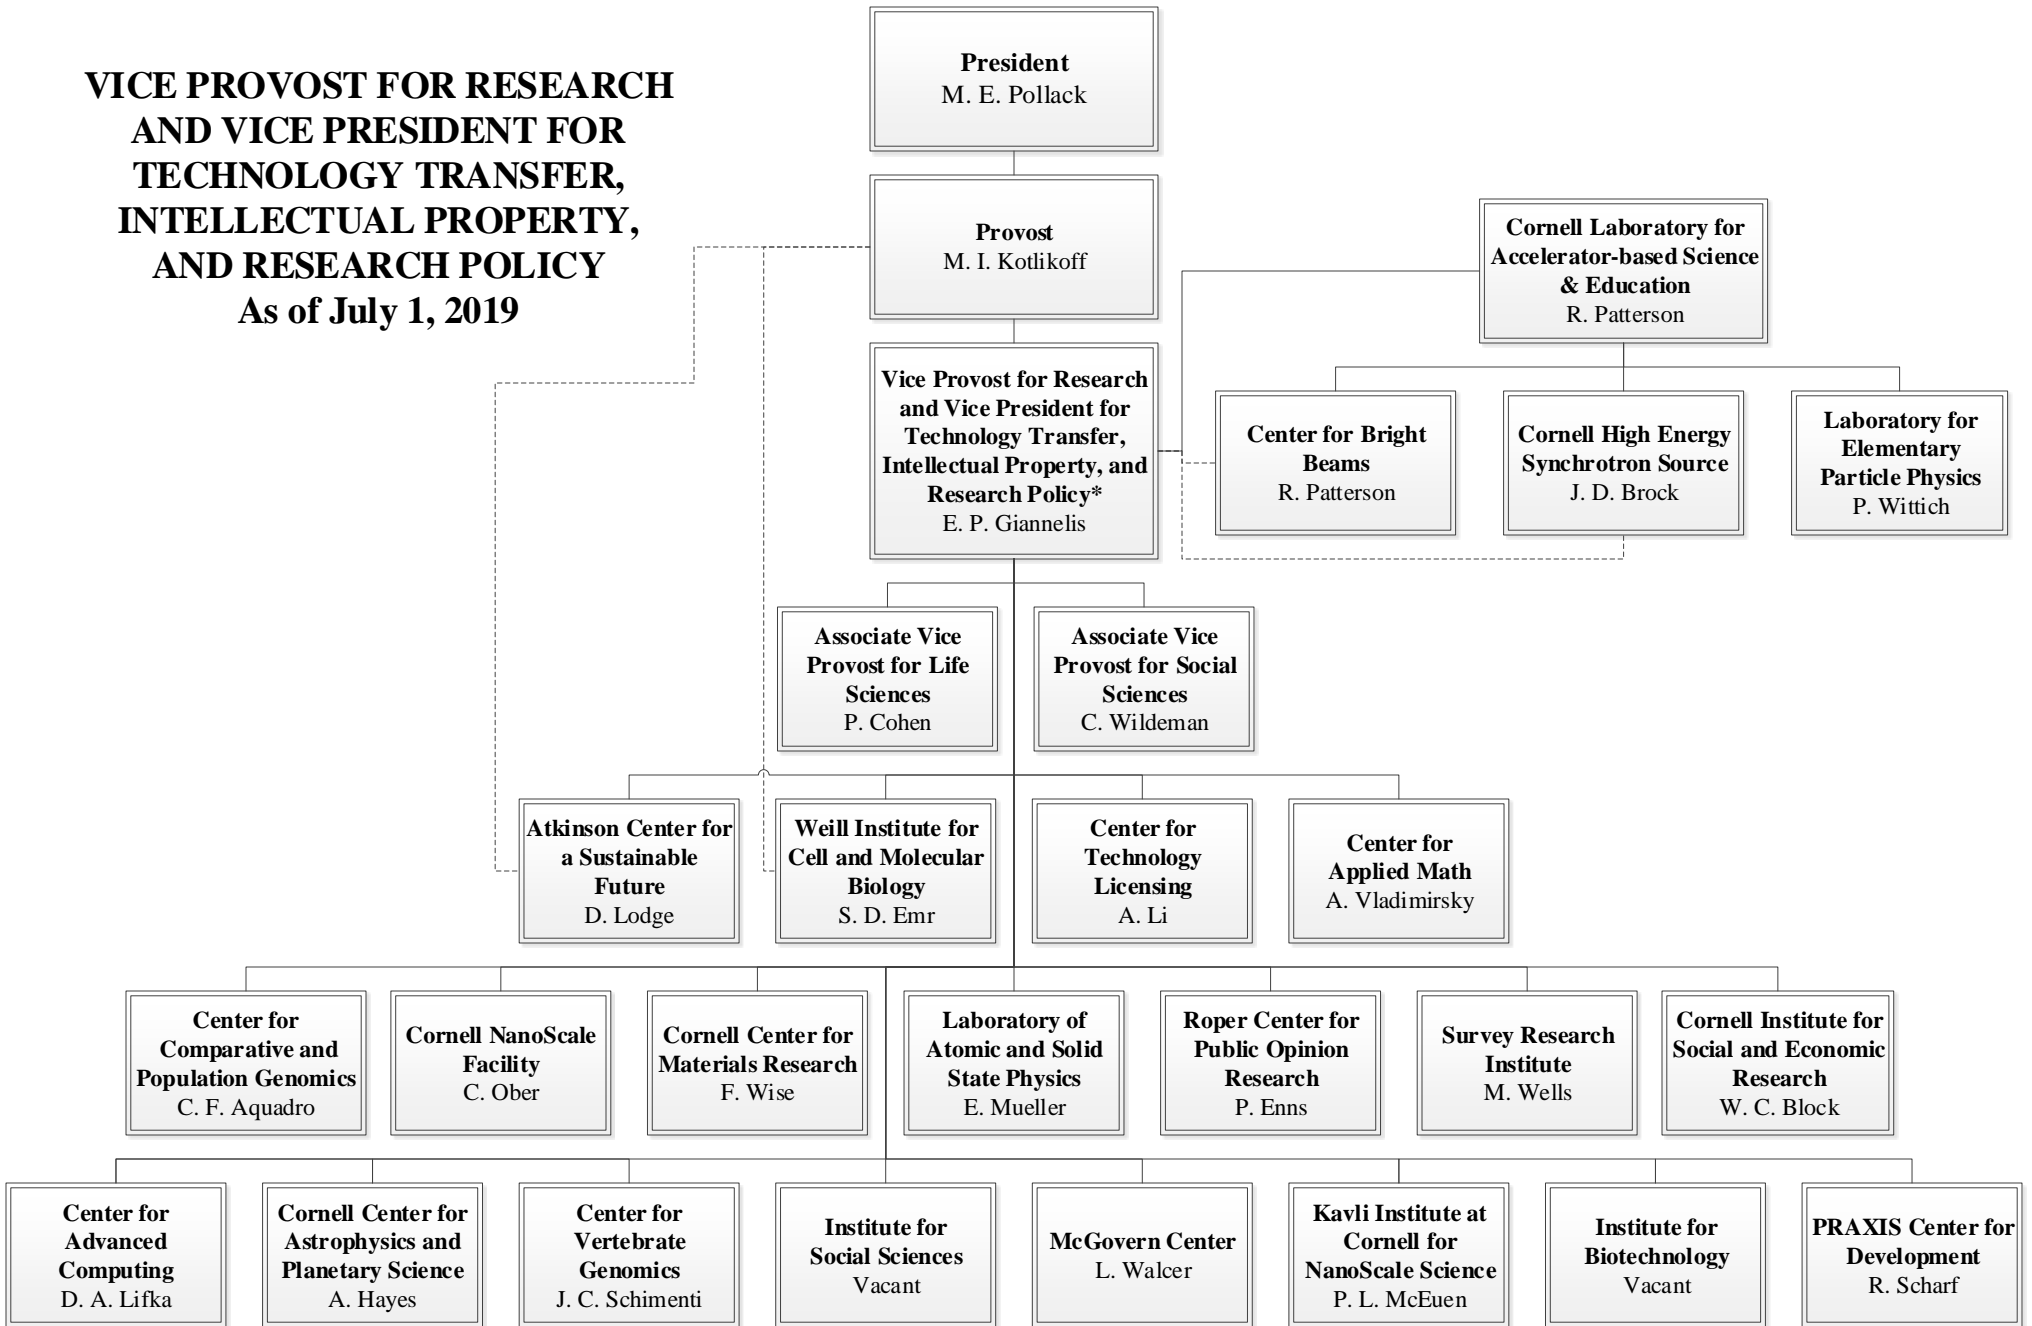 VICE PROVOST FOR RESEARCH
AND VICE PRESIDENT FOR
TECHNOLOGY TRANSFER,
INTELLECTUAL PROPERTY,
AND RESEARCH POLICY
As of July 1, 2019
President
M. E. Pollack
Provost
M. I. Kotlikoff
Cornell Laboratory for
Accelerator-based Science
& Education
R. Patterson
Vice Provost for Research
and Vice President for
Technology Transfer,
Intellectual Property, and
Research Policy*
E. P. Giannelis
Center for Bright
Beams
R. Patterson
Cornell High Energy
Synchrotron Source
J. D. Brock
Laboratory for
Elementary
Particle Physics
P. Wittich
Associate Vice
Provost for Life
Sciences
P. Cohen
Associate Vice
Provost for Social
Sciences
C. Wildeman
Atkinson Center for
a Sustainable
Future
D. Lodge
Weill Institute for
Cell and Molecular
Biology
S. D. Emr
Center for
Technology
Licensing
A. Li
Center for
Applied Math
A. Vladimirsky
Center for
Comparative and
Population Genomics
C. F. Aquadro
Cornell NanoScale
Facility
C. Ober
Cornell Center for
Materials Research
F. Wise
Laboratory of
Atomic and Solid
State Physics
E. Mueller
Roper Center for
Public Opinion
Research
P. Enns
Survey Research
Institute
M. Wells
Cornell Institute for
Social and Economic
Research
W. C. Block
Center for
Advanced
Computing
D. A. Lifka
Cornell Center for
Astrophysics and
Planetary Science
A. Hayes
Center for
Vertebrate
Genomics
J. C. Schimenti
Institute for
Social Sciences
Vacant
McGovern Center
L. Walcer
Kavli Institute at
Cornell for
NanoScale Science
P. L. McEuen
Institute for
Biotechnology
Vacant
PRAXIS Center for
Development
R. Scharf